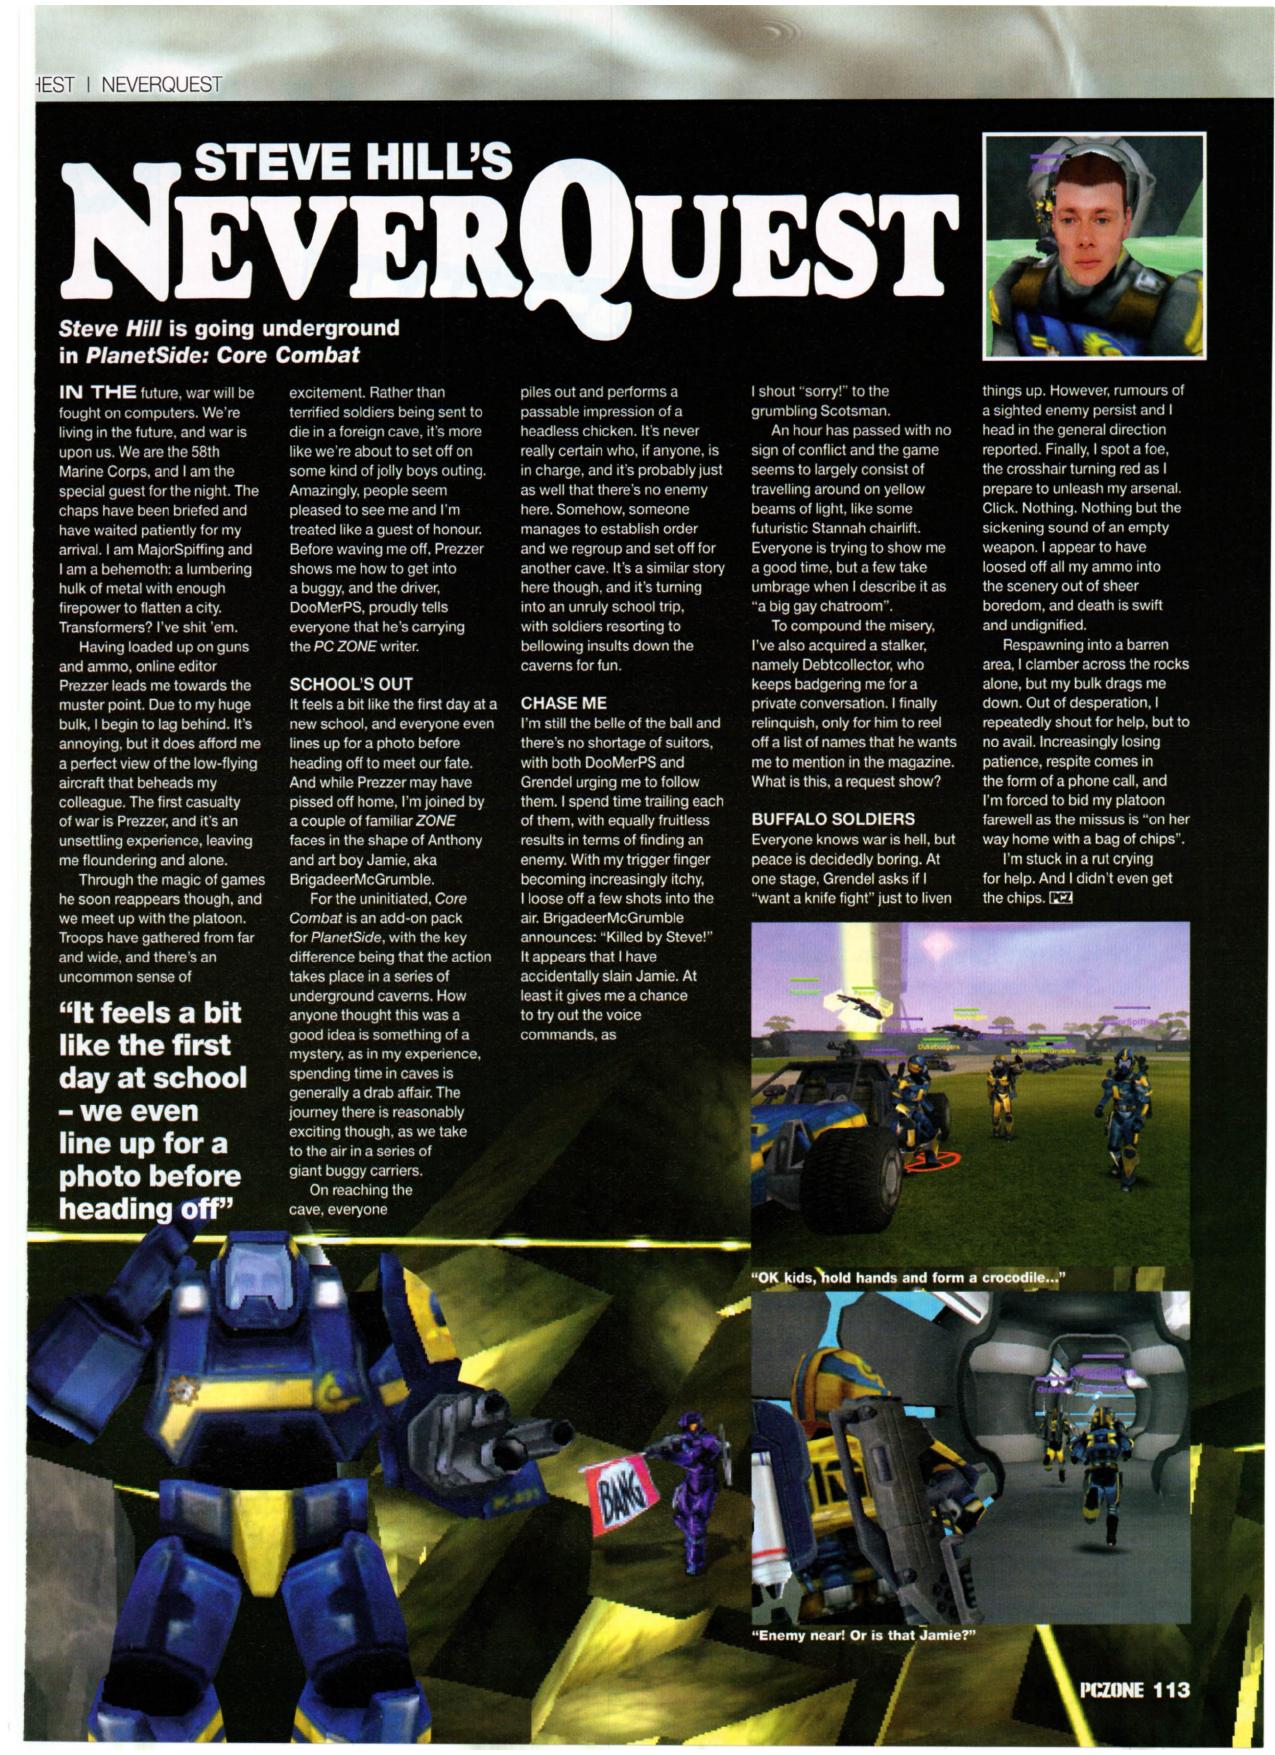 HEST | NEVERQUEST
STEVE HILL'S
NEVERQUEST
Steve Hill is going underground
in PlanetSide: Core Combat
IN THE future, war will be
fought on computers. We're
living in the future, and war is
upon us. We are the 58th
Marine Corps, and I am the
special guest for the night. The
chaps have been briefed and
have waited patiently for my
arrival. I am MajorSpiffing and
I am a behemoth: a lumbering
hulk of metal with enough
firepower to flatten a city.
Transformers? I've shit 'em.
Having loaded up on guns
and ammo, online editor
Prezzer leads me towards the
muster point. Due to my huge
bulk, I begin to lag behind. It's
annoying, but it does afford me
a perfect view of the low-flying
aircraft that beheads my
colleague. The first casualty
of war is Prezzer, and it's an
unsettling experience, leaving
me floundering and alone.
Through the magic of games
he soon reappears though, and
we meet up with the platoon.
Troops have gathered from far
and wide, and there's an
uncommon sense of
"It feels a bit
like the first
day at school
– we even
line up for a
photo before
heading off"
excitement. Rather than
terrified soldiers being sent to
die in a foreign cave, it's more
like we're about to set off on
some kind of jolly boys outing.
Amazingly, people seem
pleased to see me and I'm
treated like a guest of honour.
Before waving me off, Prezzer
shows me how to get into
a buggy, and the driver,
DooMerPS, proudly tells
everyone that he's carrying
the PC ZONE writer.
SCHOOL'S OUT
It feels a bit like the first day at a
new school, and everyone even
lines up for a photo before
heading off to meet our fate.
And while Prezzer may have
pissed off home, I'm joined by
a couple of familiar ZONE
faces in the shape of Anthony
and art boy Jamie, aka
BrigadeerMcGrumble.
For the uninitiated, Core
Combat is an add-on pack
for PlanetSide, with the key
difference being that the action
takes place in a series of
underground caverns. How
anyone thought this was a
good idea is something of a
mystery, as in my experience,
spending time in caves is
generally a drab affair. The
journey there is reasonably
exciting though, as we take
to the air in a series of
giant buggy carriers.
On reaching the
cave, everyone
piles out and performs a
passable impression of a
headless chicken. It's never
really certain who, if anyone, is
in charge, and it's probably just
as well that there's no enemy
here. Somehow, someone
manages to establish order
and we regroup and set off for
another cave. It's a similar story
here though, and it's turning
into an unruly school trip,
with soldiers resorting to
bellowing insults down the
caverns for fun.
CHASE ME
I'm still the belle of the ball and
there's no shortage of suitors,
with both DooMerPS and
Grendel urging me to follow
them. I spend time trailing each
of them, with equally fruitless
results in terms of finding an
enemy. With my trigger finger
becoming increasingly itchy,
I loose off a few shots into the
air. BrigadeerMcGrumble
announces: "Killed by Steve!"
It appears that I have
accidentally slain Jamie. At
least it gives me a chance
to try out the voice
commands, as
I shout "sorry!" to the
grumbling Scotsman.
An hour has passed with no
sign of conflict and the game
seems to largely consist of
travelling around on yellow
beams of light, like some
futuristic Stannah chairlift.
Everyone is trying to show me
a good time, but a few take
umbrage when I describe it as
"a big gay chatroom".
To compound the misery,
I've also acquired a stalker,
namely Debtcollector, who
keeps badgering me for a
private conversation. I finally
relinquish, only for him to reel
off a list of names that he wants
me to mention in the magazine.
What is this, a request show?
BUFFALO SOLDIERS
Everyone knows war is hell, but
peace is decidedly boring. At
one stage, Grendel asks if I
"want a knife fight" just to liven
things up. However, rumours of
a sighted enemy persist and I
head in the general direction
reported. Finally, I spot a foe,
the crosshair turning red as I
prepare to unleash my arsenal.
Click. Nothing. Nothing but the
sickening sound of an empty
weapon. I appear to have
loosed off all my ammo into
the scenery out of sheer
boredom, and death is swift
and undignified.
Respawning into a barren
area, I clamber across the rocks
alone, but my bulk drags me
down. Out of desperation, I
repeatedly shout for help, but to
no avail. Increasingly losing
patience, respite comes in
the form of a phone call, and
I'm forced to bid my platoon
farewell as the missus is "on her
way home with a bag of chips".
I'm stuck in a rut crying
for help. And I didn't even get
the chips. PCZ
DukeDoogers
BrigadeerMcGrumble
"OK kids, hold hands and form a crocodile..."
BANG
"Enemy near! Or is that Jamie?"
PCZONE 113